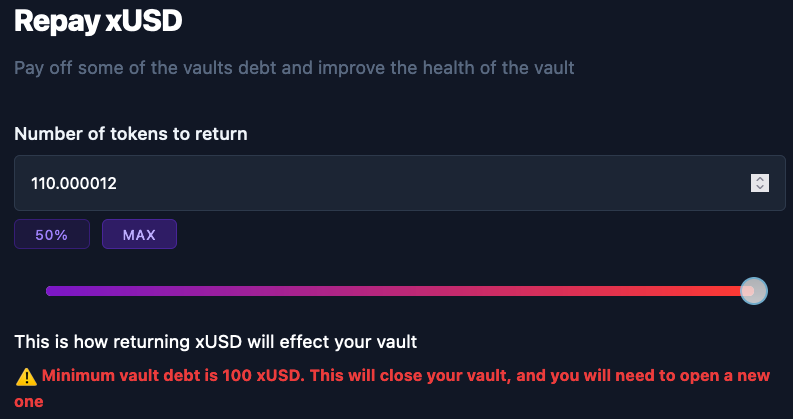 Repay xUSD
Pay off some of the vaults debt and improve the health of the vault
Number of tokens to return
110.000012
50% MAX
This is how returning xUSD will effect your vault
⚠️ Minimum vault debt is 100 xUSD. This will close your vault, and you will need to open a new
one